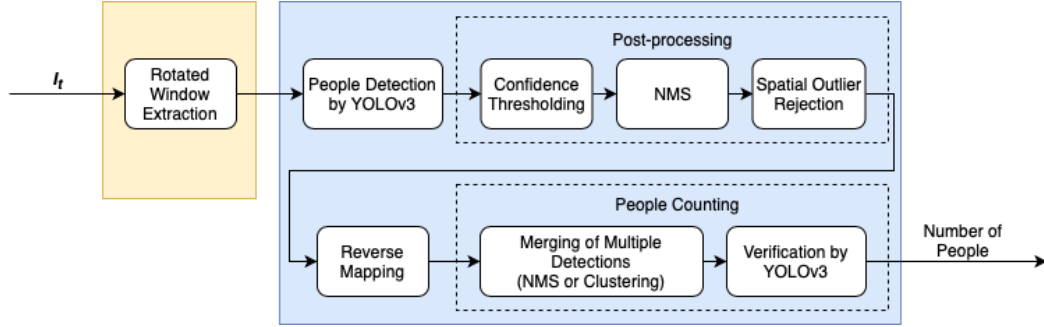 Post-processing
I_t
Rotated
Window
Extraction
People Detection
by YOLOv3
Confidence
Thresholding
NMS
Spatial Outlier
Rejection
People Counting
Reverse
Mapping
Merging of Multiple
Detections
(NMS or Clustering)
Verification by
YOLOv3
Number of
People